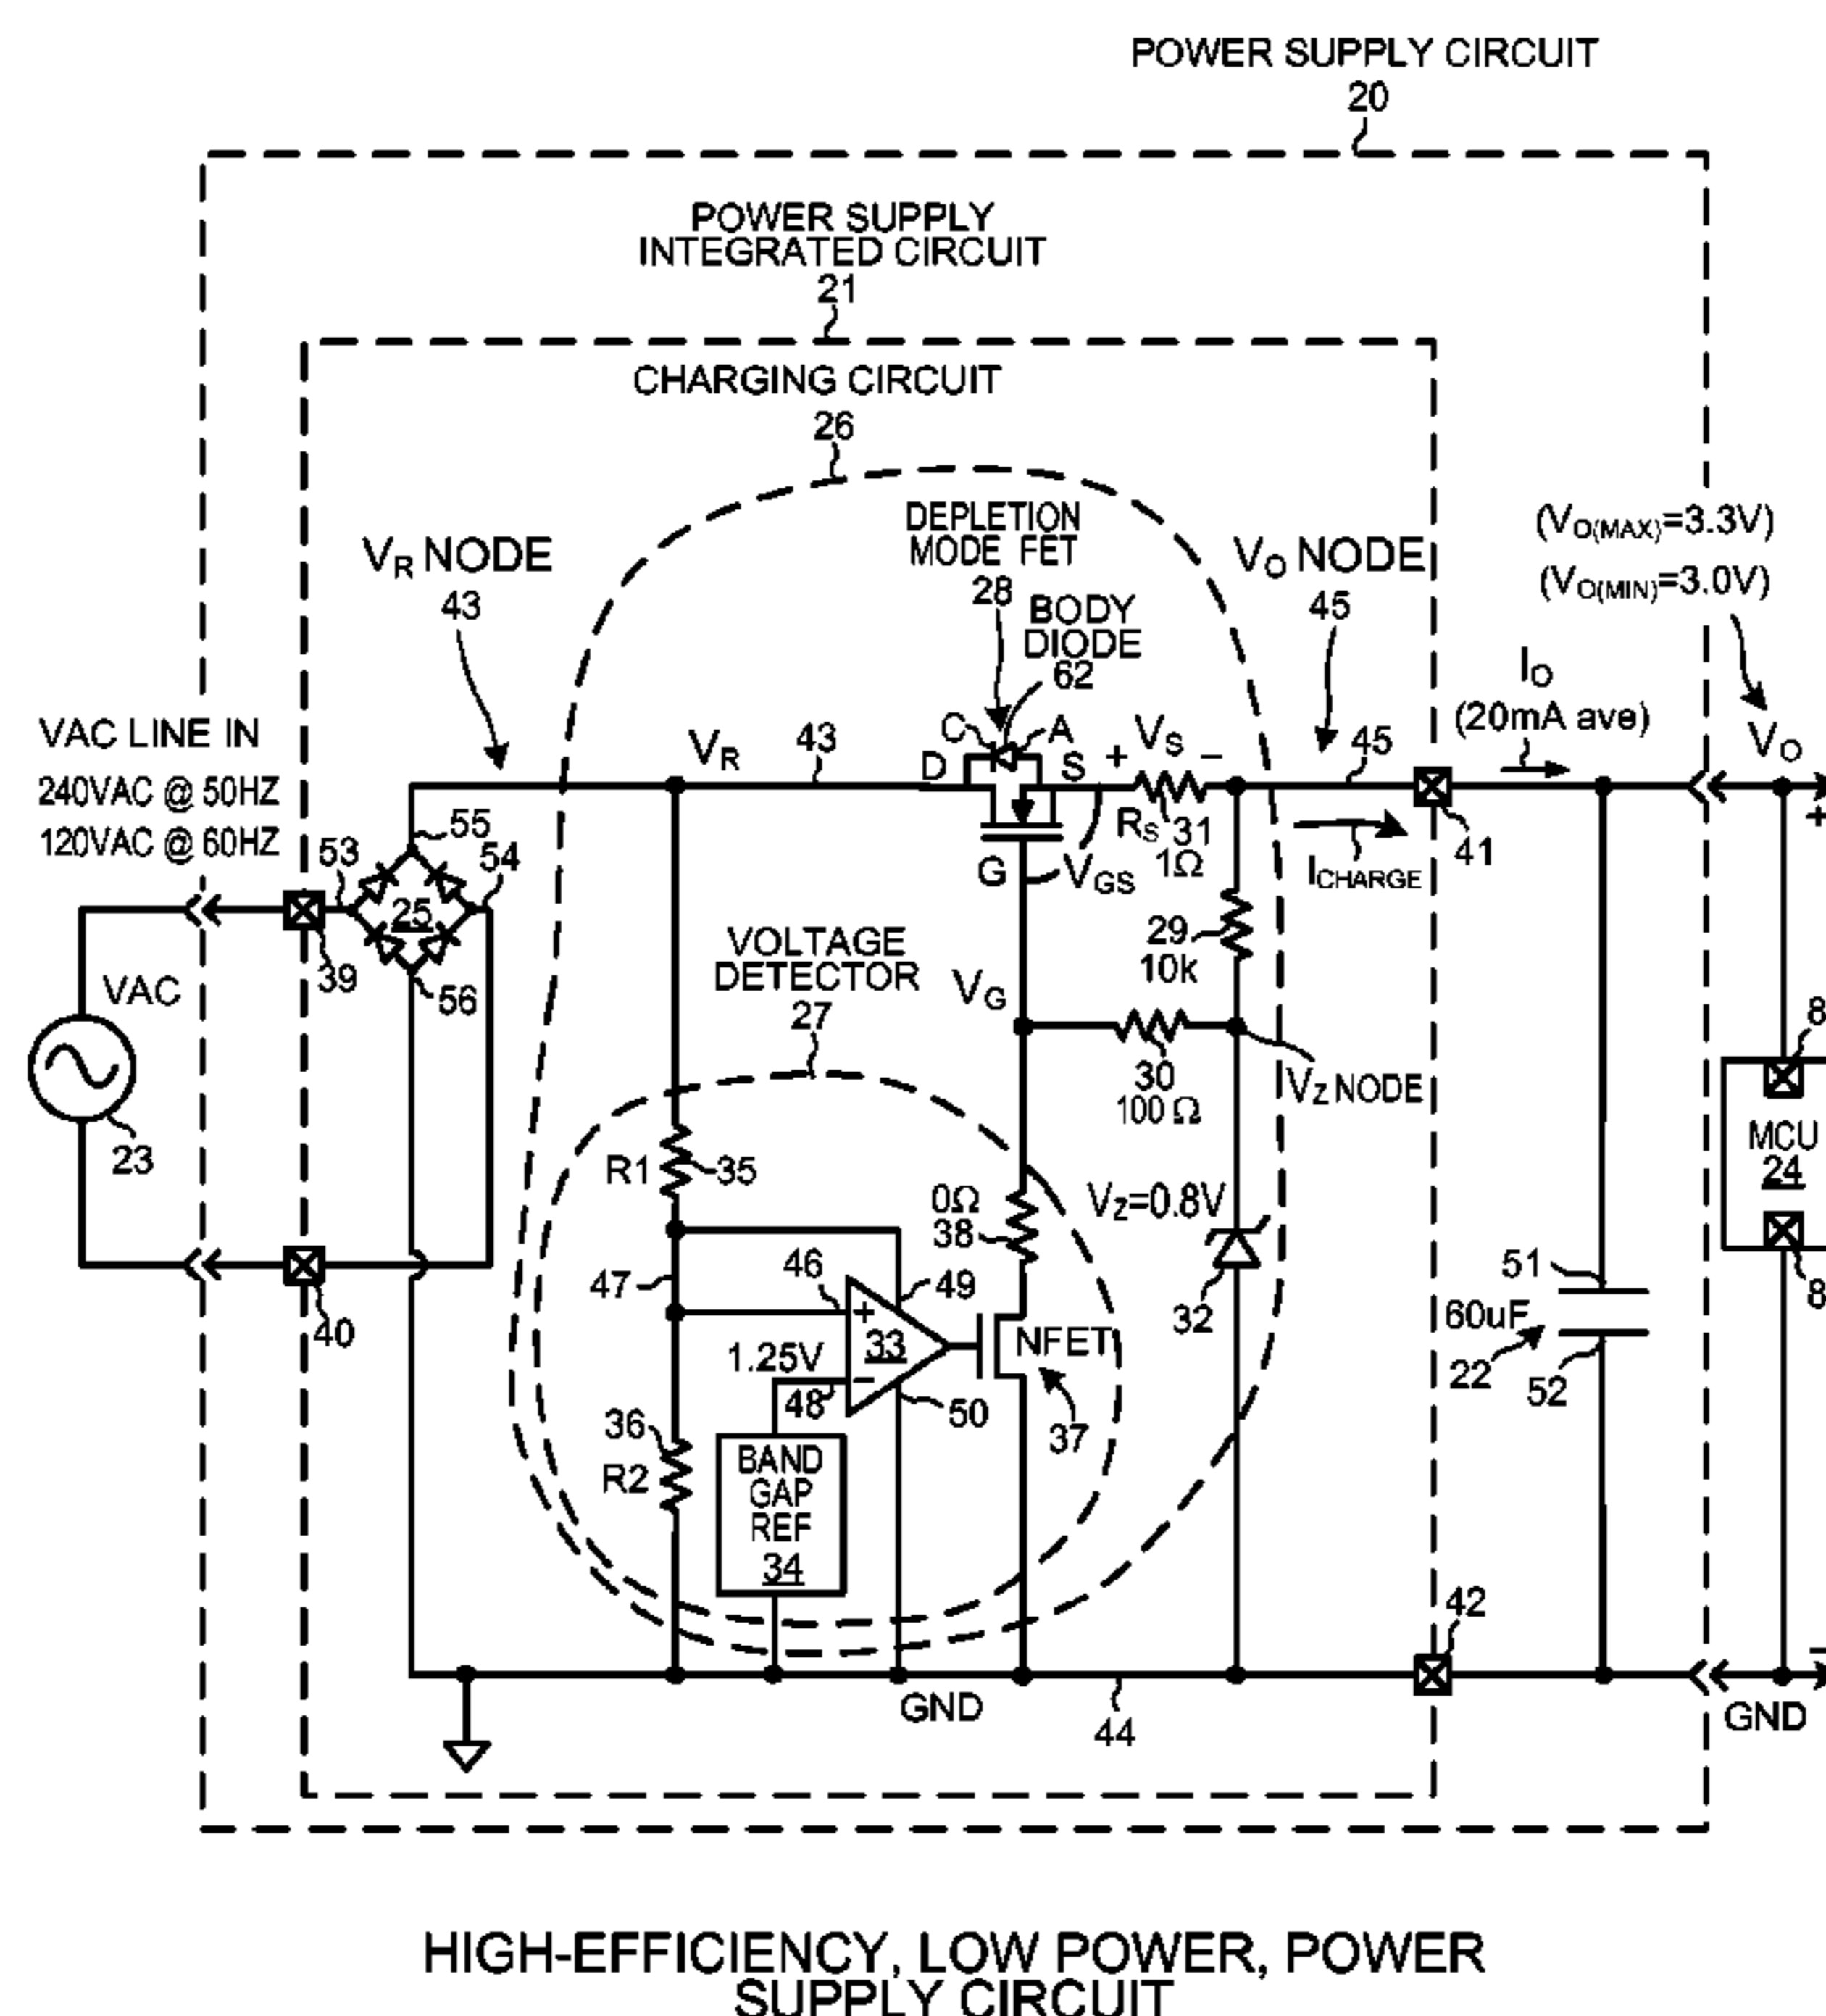 POWER SUPPLY CIRCUIT
20
POWER SUPPLY
INTEGRATED CIRCUIT
21
CHARGING CIRCUIT
26
DEPLETION
MODE FET
28
BODY
DIODE
62
VR NODE
43
VO NODE
45
(VO(MAX)=3.3V)
(VO(MIN)=3.0V)
IO
(20mA ave)
VO
VAC LINE IN
240VAC @ 50HZ
120VAC @ 60HZ
VR
43
D
C
A
S
+ VS −
45
RS
31
1Ω
G
VGS
ICHARGE
41
+
53
55
54
25
39
56
VAC
23
40
VOLTAGE
DETECTOR
27
VG
29
10k
30
100 Ω
VZ NODE
R1
35
0Ω
38
VZ=0.8V
32
47
46
49
+
33
−
1.25V
48
50
NFET
37
36
R2
BAND
GAP
REF
34
51
60uF
22
52
8
MCU
24
8
42
−
GND
44
GND
HIGH-EFFICIENCY, LOW POWER, POWER
SUPPLY CIRCUIT